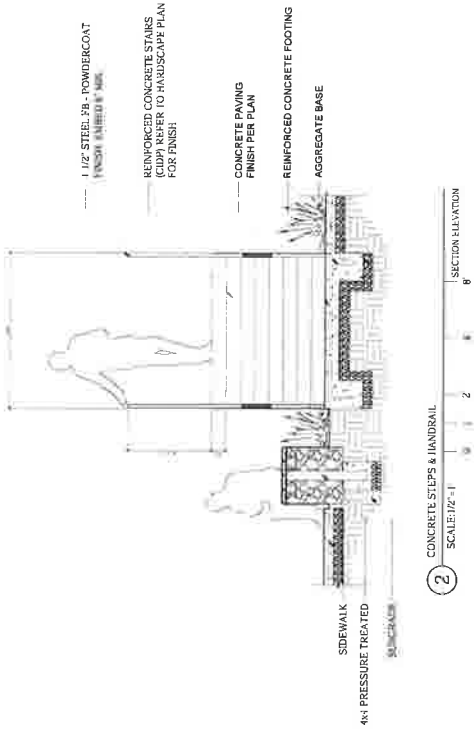 1 1/2" STEEL FB - POWDERCOAT
REINFORCED CONCRETE STAIRS
(CIDP) REFER TO HARDSCAPE PLAN
FOR FINISH
CONCRETE PAVING
FINISH PER PLAN
REINFORCED CONCRETE FOOTING
AGGREGATE BASE
SIDEWALK
4x4 PRESSURE TREATED
SUBGRADE
2
CONCRETE STEPS & HANDRAIL
SCALE: 1/2"=1'
0 1 2' 8'
SECTION ELEVATION